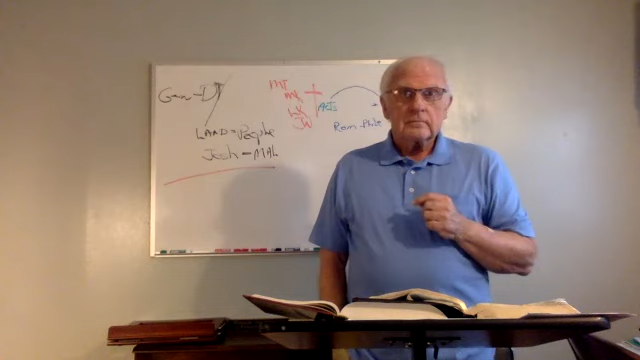 Gen - DT
LAND + People
Josh - MAL
MT
MK
LK
JN
Acts
Rom - Phile